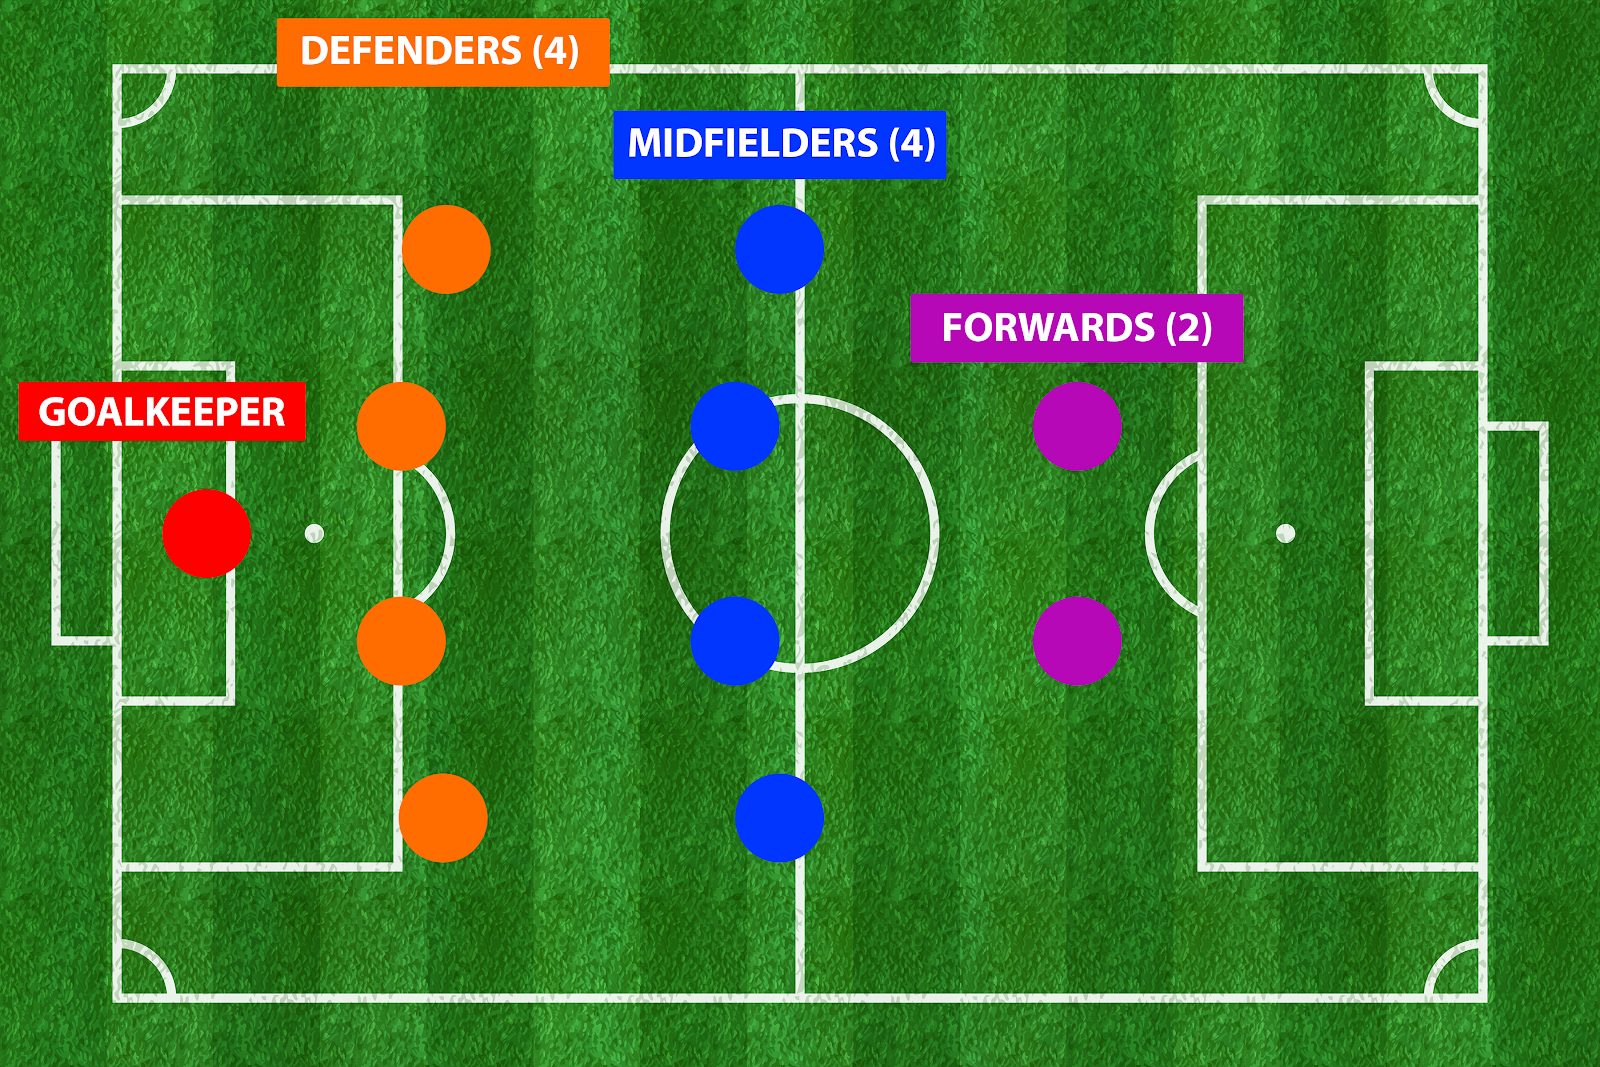 DEFENDERS (4)
MIDFIELDERS (4)
FORWARDS (2)
GOALKEEPER